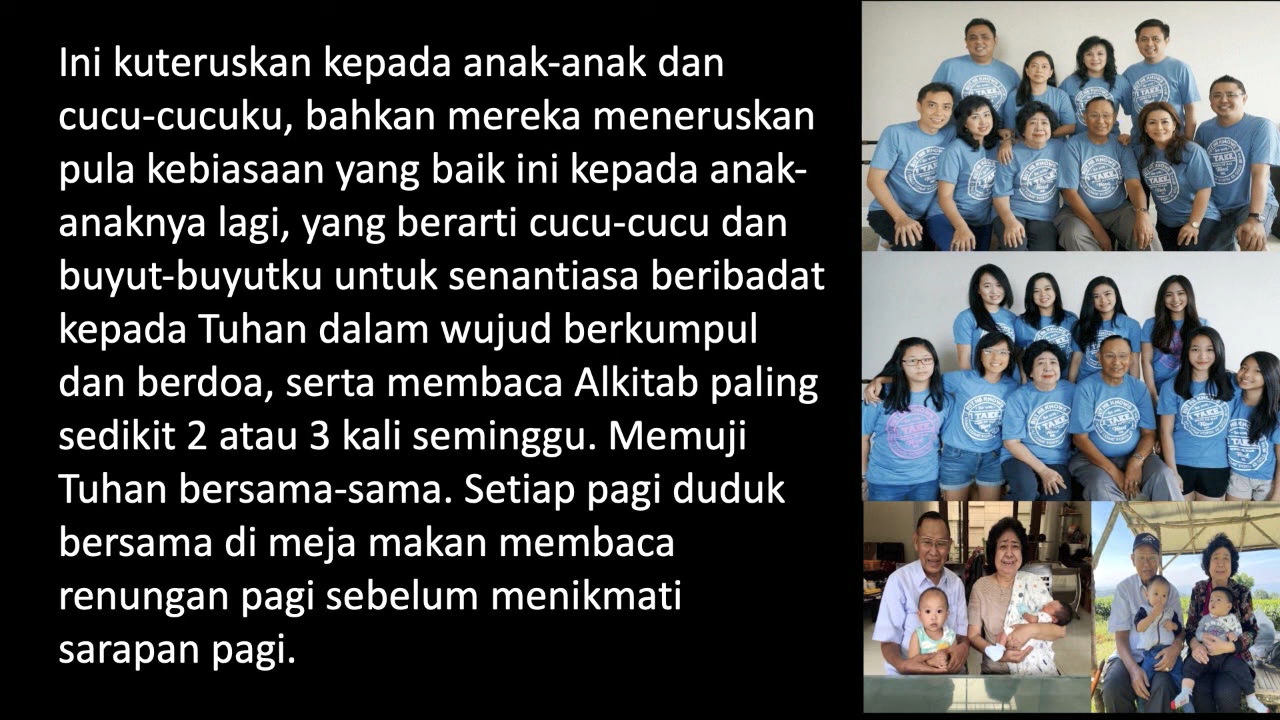 Ini kuteruskan kepada anak-anak dan
cucu-cucuku, bahkan mereka meneruskan
pula kebiasaan yang baik ini kepada anak-
anaknya lagi, yang berarti cucu-cucu dan
buyut-buyutku untuk senantiasa beribadat
kepada Tuhan dalam wujud berkumpul
dan berdoa, serta membaca Alkitab paling
sedikit 2 atau 3 kali seminggu. Memuji
Tuhan bersama-sama. Setiap pagi duduk
bersama di meja makan membaca
renungan pagi sebelum menikmati
sarapan pagi.